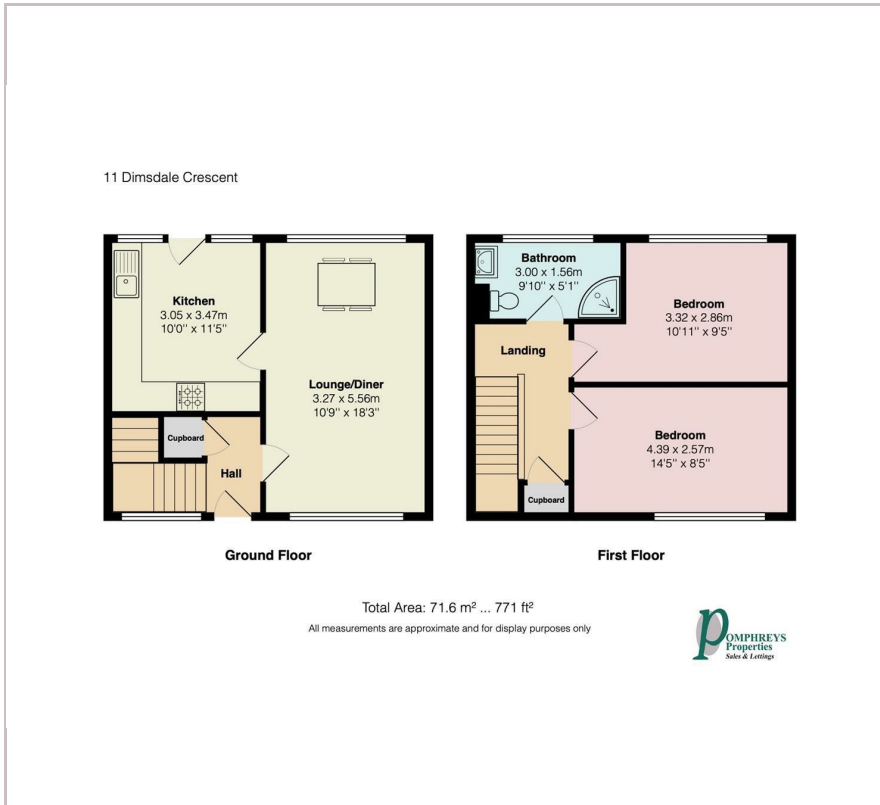 11 Dimsdale Crescent
Kitchen
3.05 x 3.47m
10'0" x 11'5"
Lounge/Diner
3.27 x 5.56m
10'9" x 18'3"
Cupboard
Hall
Ground Floor
Bathroom
3.00 x 1.56m
9'10" x 5'1"
Bedroom
3.32 x 2.86m
10'11" x 9'5"
Landing
Bedroom
4.39 x 2.57m
14'5" x 8'5"
Cupboard
First Floor
Total Area: 71.6 m² ... 771 ft²
All measurements are approximate and for display purposes only
POMPHREYS
Properties
Sales & Lettings